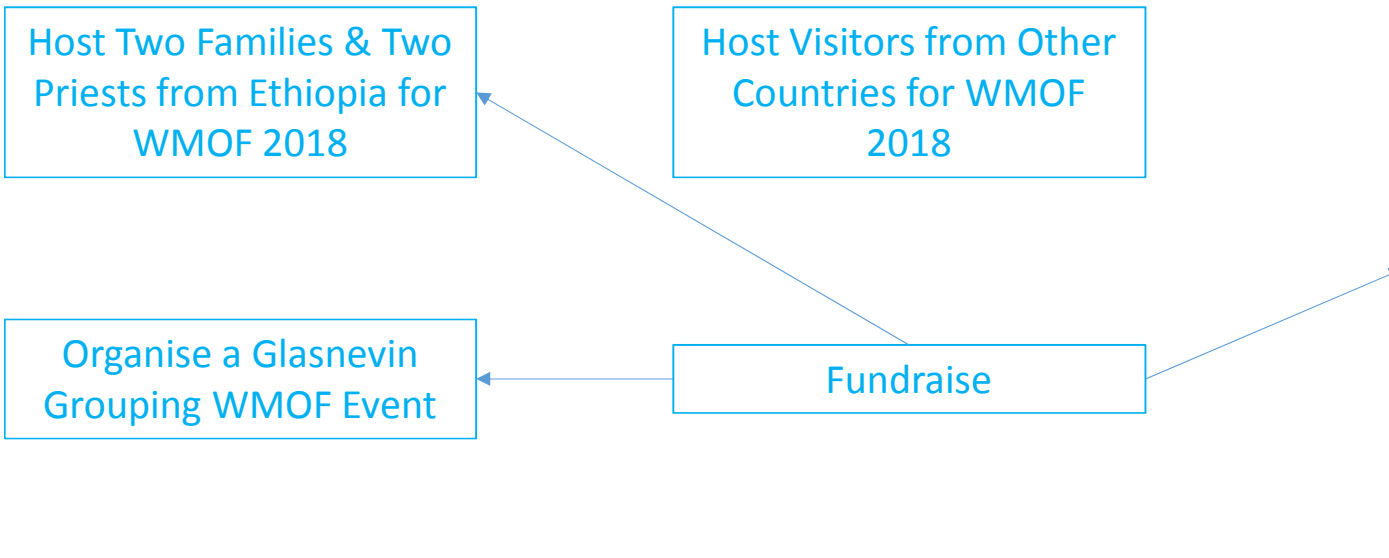 Host Two Families & Two
Priests from Ethiopia for
WMOF 2018
Host Visitors from Other
Countries for WMOF
2018
Organise a Glasnevin
Grouping WMOF Event
Fundraise